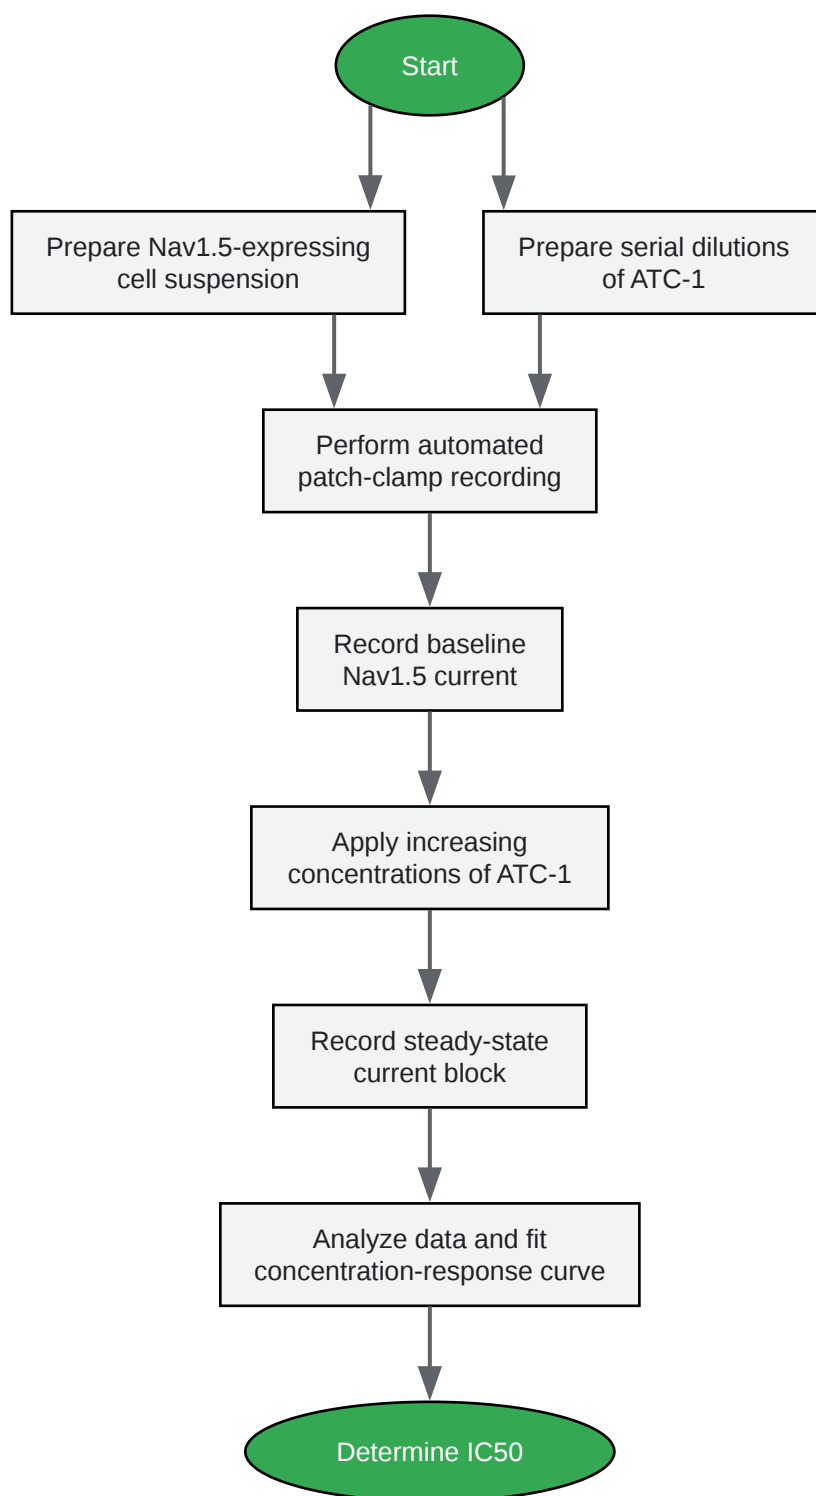 Start
Prepare Nav1.5-expressing
cell suspension
Prepare serial dilutions
of ATC-1
Perform automated
patch-clamp recording
Record baseline
Nav1.5 current
Apply increasing
concentrations of ATC-1
Record steady-state
current block
Analyze data and fit
concentration-response curve
Determine IC50